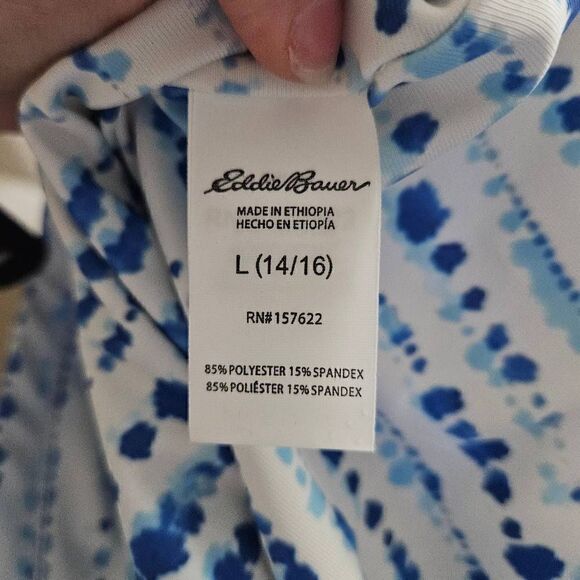 Eddie Bauer
MADE IN ETHIOPIA
HECHO EN ETIOPÍA
L (14/16)
RN#157622
85% POLYESTER 15% SPANDEX
85% POLIÉSTER 15% SPANDEX